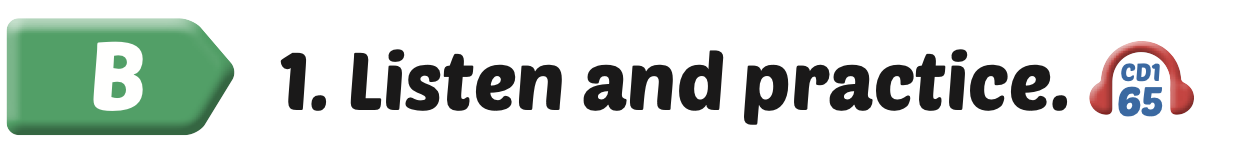 B 1. Listen and practice. CD1
65